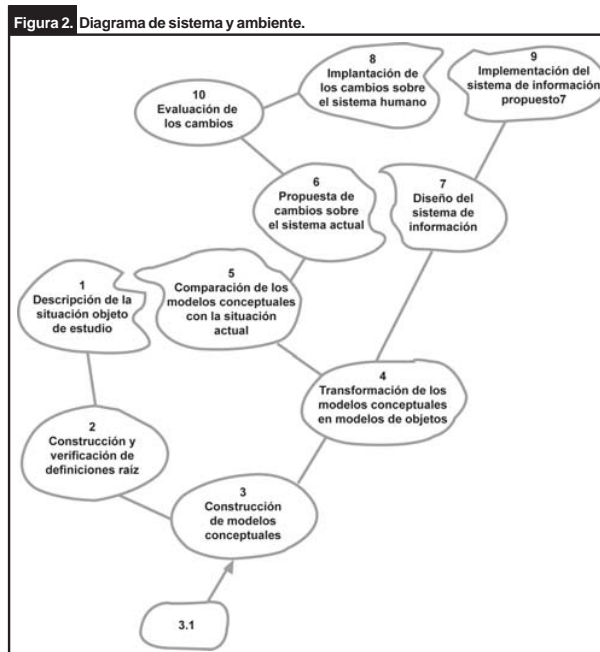 Figura 2. Diagrama de sistema y ambiente.
8
Implantación de
los cambios sobre
el sistema humano
9
Implementación del
sistema de información
propuesto7
10
Evaluación de
los cambios
6
Propuesta de
cambios sobre
el sistema actual
7
Diseño del
sistema de
información
1
Descripción de la
situación objeto
de estudio
5
Comparación de los
modelos conceptuales
con la situación
actual
4
Transformación de los
modelos conceptuales
en modelos de objetos
2
Construcción y
verificación de
definiciones raíz
3
Construcción
de modelos
conceptuales
3.1